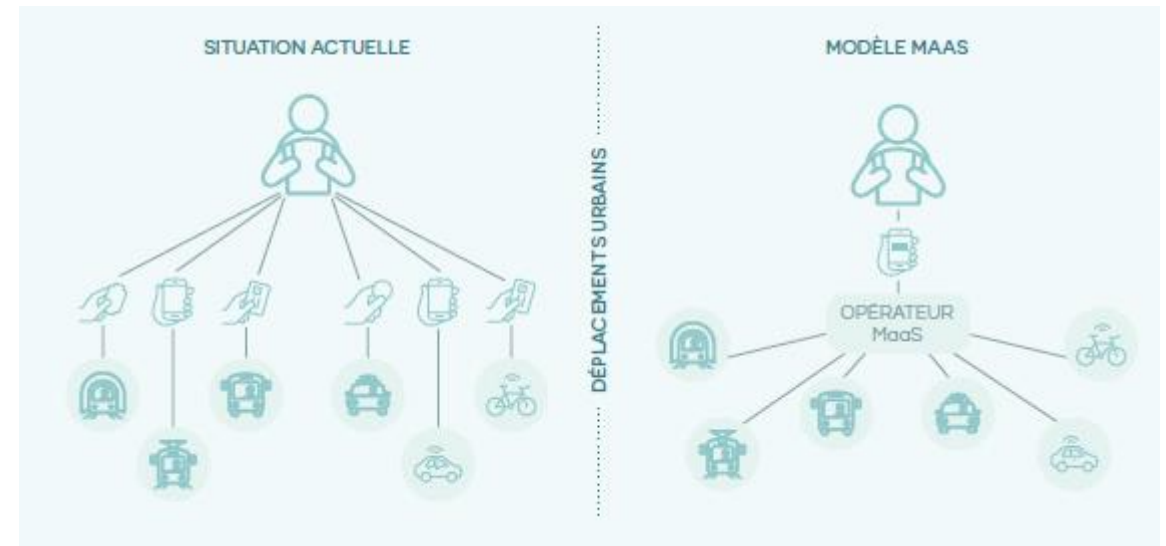 SITUATION ACTUELLE
DÉPLACEMENTS URBAINS
MODÈLE MAAS
OPÉRATEUR
MaaS